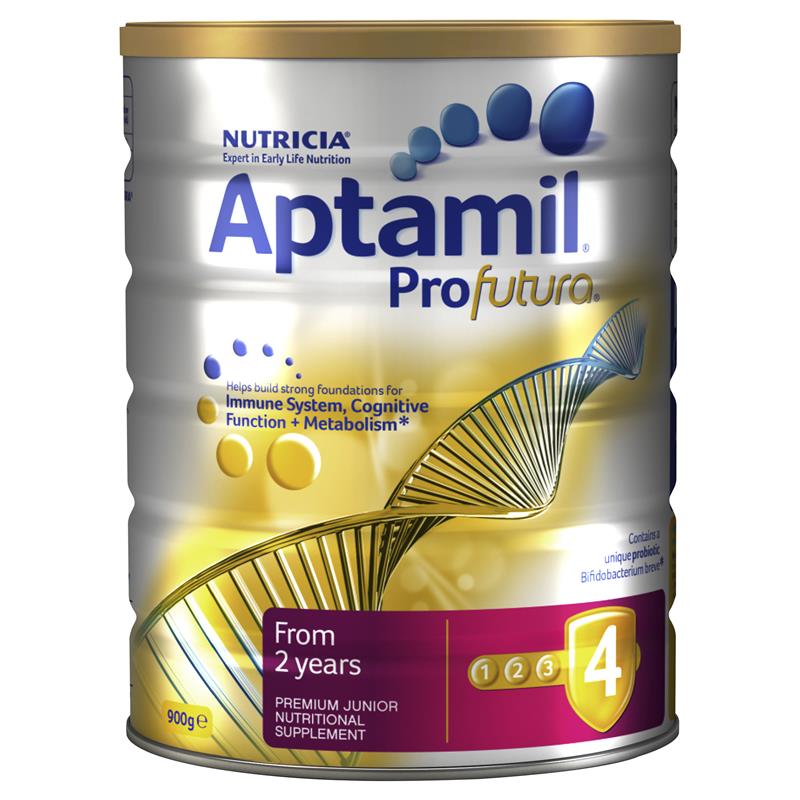 NUTRICIA®
Expert in Early Life Nutrition
Aptamil®
Profutura®
Helps build strong foundations for
Immune System, Cognitive
Function + Metabolism*
Contains a
unique probiotic
Bifidobacterium breve*
From
2 years
1 2 3 4
PREMIUM JUNIOR
NUTRITIONAL
SUPPLEMENT
900g e